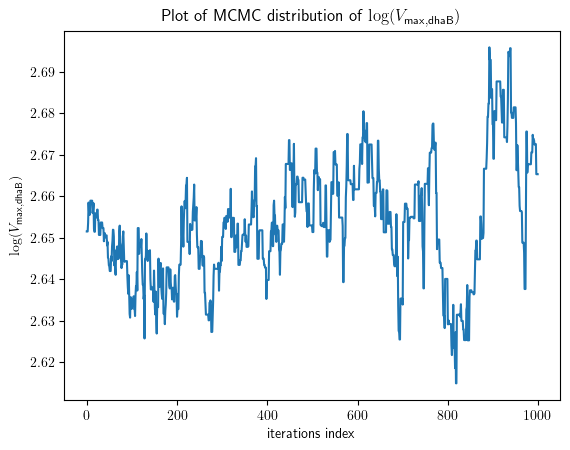 Plot of MCMC distribution of log(V_max,dhaB)
2.69
2.68
2.67
2.66
2.65
2.64
2.63
2.62
log(V_max,dhaB)
0 200 400 600 800 1000
iterations index